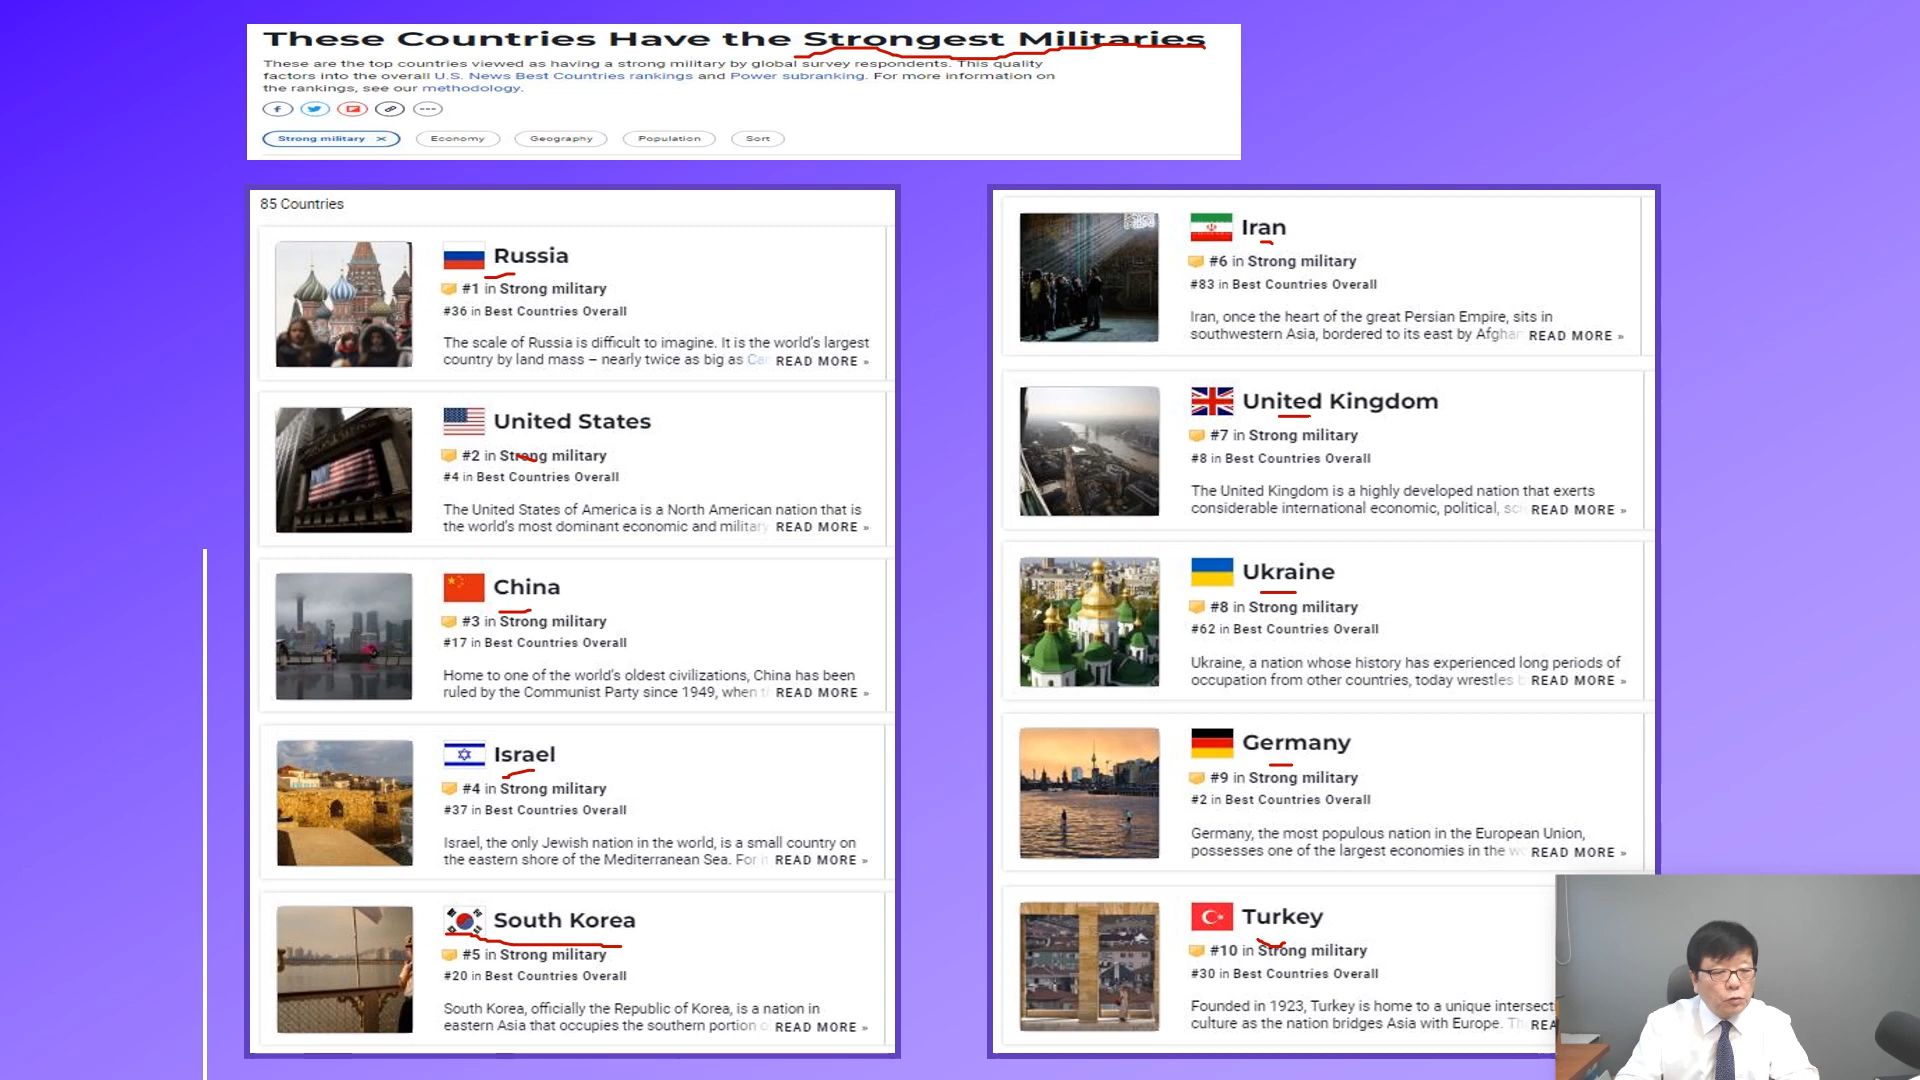 These Countries Have the Strongest Militaries
These are the top countries viewed as having a strong military by global survey respondents. This quality
factors into the overall U.S. News Best Countries rankings and Power subranking. For more information on
the rankings, see our methodology.
Strong military × Economy Geography Population Sort
85 Countries
Russia
#1 in Strong military
#36 in Best Countries Overall
The scale of Russia is difficult to imagine. It is the world's largest
country by land mass – nearly twice as big as READ MORE »
United States
#2 in Strong military
#4 in Best Countries Overall
The United States of America is a North American nation that is
the world's most dominant economic and military READ MORE »
China
#3 in Strong military
#17 in Best Countries Overall
Home to one of the world's oldest civilizations, China has been
ruled by the Communist Party since 1949, when READ MORE »
Israel
#4 in Strong military
#37 in Best Countries Overall
Israel, the only Jewish nation in the world, is a small country on
the eastern shore of the Mediterranean Sea. For READ MORE »
South Korea
#5 in Strong military
#20 in Best Countries Overall
South Korea, officially the Republic of Korea, is a nation in
eastern Asia that occupies the southern portion READ MORE »
Iran
#6 in Strong military
#83 in Best Countries Overall
Iran, once the heart of the great Persian Empire, sits in
southwestern Asia, bordered to its east by Afghan READ MORE »
United Kingdom
#7 in Strong military
#8 in Best Countries Overall
The United Kingdom is a highly developed nation that exerts
considerable international economic, political, READ MORE »
Ukraine
#8 in Strong military
#62 in Best Countries Overall
Ukraine, a nation whose history has experienced long periods of
occupation from other countries, today wrestles READ MORE »
Germany
#9 in Strong military
#2 in Best Countries Overall
Germany, the most populous nation in the European Union,
possesses one of the largest economies in the READ MORE »
Turkey
#10 in Strong military
#30 in Best Countries Overall
Founded in 1923, Turkey is home to a unique intersect
culture as the nation bridges Asia with Europe. REA